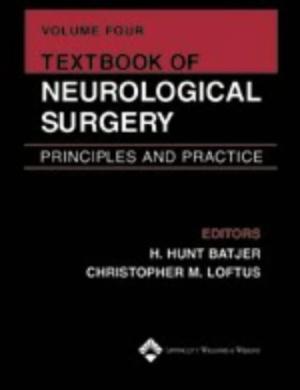 VOLUME FOUR
TEXTBOOK OF
NEUROLOGICAL
SURGERY
PRINCIPLES AND PRACTICE
EDITORS
H. HUNT BATJER
CHRISTOPHER M. LOFTUS
LIPPINCOTT WILLIAMS & WILKINS